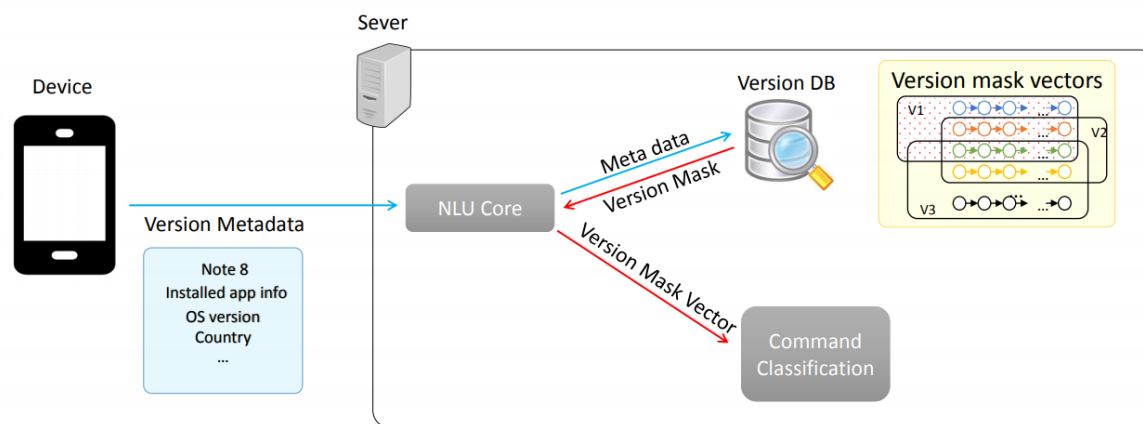 Sever
Device
Version DB
Version mask vectors
V1
...
V2
...
...
...
V3
...
...
Meta data
Version Mask
NLU Core
Version Metadata
Version Mask Vector
Note 8
Installed app info
OS version
Country
...
Command
Classification